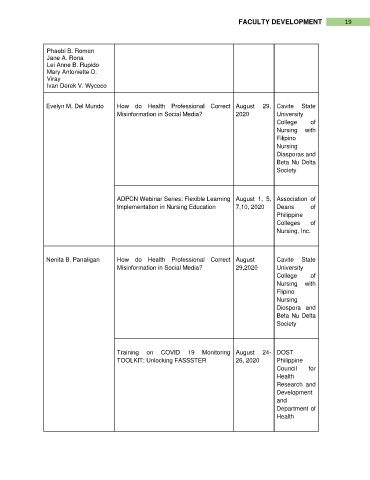 FACULTY DEVELOPMENT 19
Phaebi B. Romen
Jane A. Rona
Lei Anne B. Rupido
Mary Antoniette D.
Viray
Ivan Derek V. Wycoco
Evelyn M. Del Mundo
How do Health Professional Correct
Misinformation in Social Media?
August 29,
2020
Cavite State
University
College of
Nursing with
Filipino
Nursing
Diasporas and
Beta Nu Delta
Society
ADPCN Webinar Series: Flexible Learning
Implementation in Nursing Education
August 1, 5,
7,10, 2020
Association of
Deans of
Philippine
Colleges of
Nursing, Inc.
Nenita B. Panaligan
How do Health Professional Correct
Misinformation in Social Media?
August
29,2020
Cavite State
University
College of
Nursing with
Flipino
Nursing
Diospora and
Beta Nu Delta
Society
Training on COVID 19 Monitoring
TOOLKIT: Unlocking FASSSTER
August 24-
26, 2020
DOST
Philippine
Council for
Health
Research and
Development
and
Department of
Health